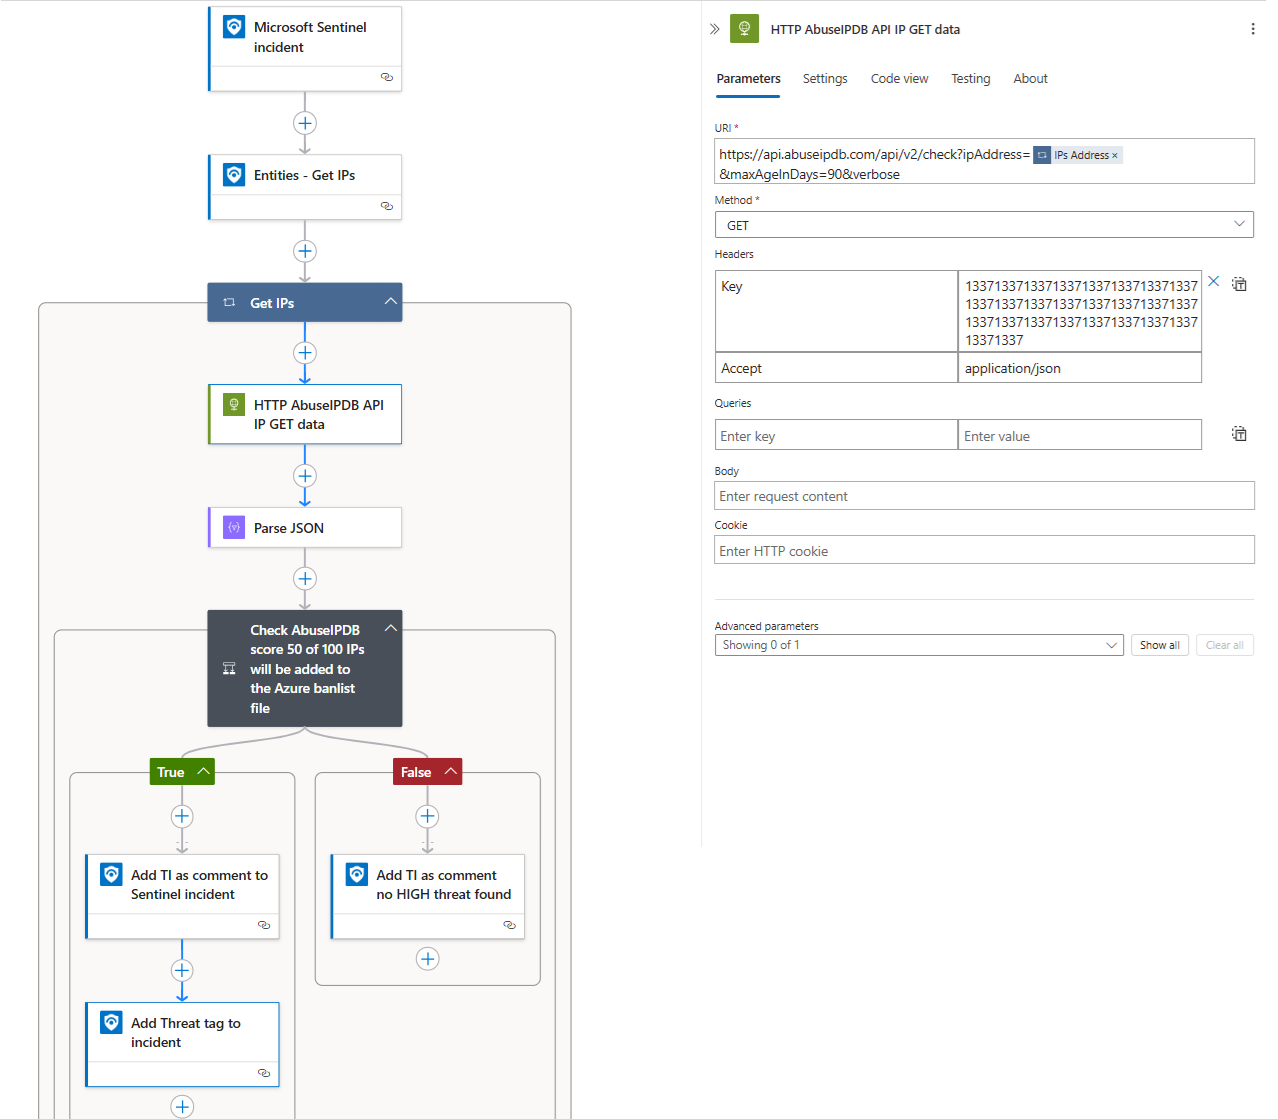 Microsoft Sentinel
incident
Entities - Get IPs
Get IPs
HTTP AbuseIPDB API
IP GET data
Parse JSON
Check AbuseIPDB
score 50 of 100 IPs
will be added to
the Azure banlist
file
True
False
Add TI as comment to
Sentinel incident
Add TI as comment
no HIGH threat found
Add Threat tag to
incident
HTTP AbuseIPDB API IP GET data
Parameters Settings Code view Testing About
URI *
https://api.abuseipdb.com/api/v2/check?ipAddress= IPs Address ×
&maxAgeInDays=90&verbose
Method *
GET
Headers
Key
13371337133713371337133713371337
13371337133713371337133713371337
13371337133713371337133713371337
13371337
Accept application/json
Queries
Enter key Enter value
Body
Enter request content
Cookie
Enter HTTP cookie
Advanced parameters
Showing 0 of 1 Show all Clear all